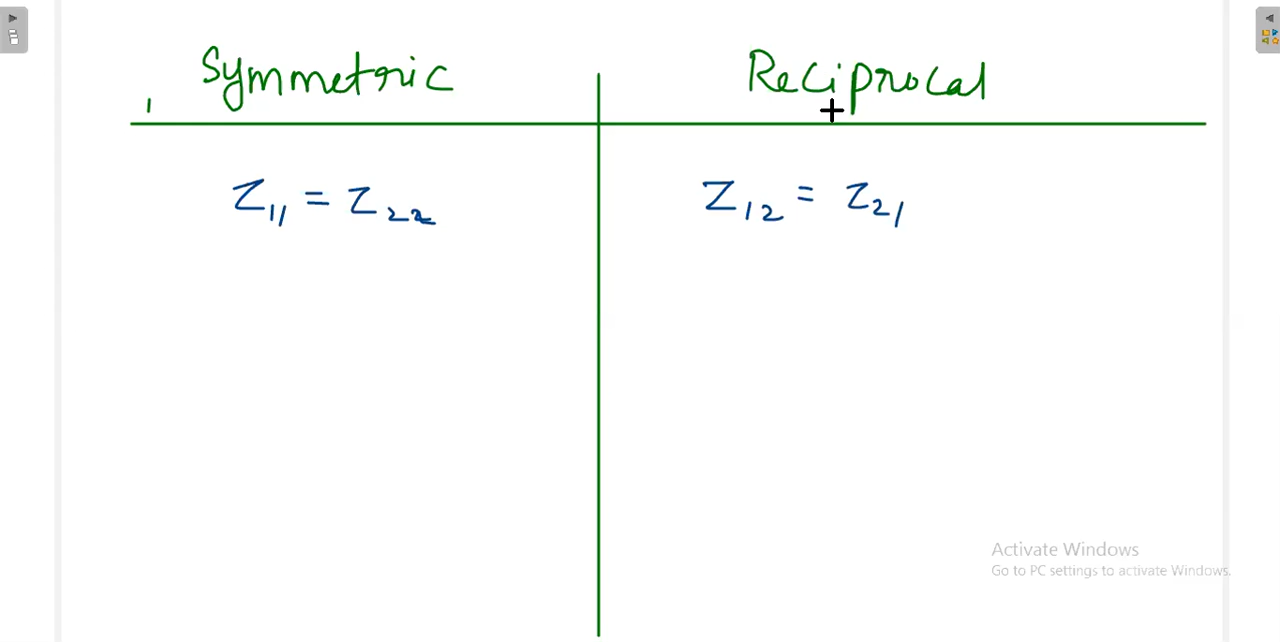 Symmetric Reciprocal
Z11 = Z22 Z12 = Z21
Activate Windows
Go to PC settings to activate Windows.